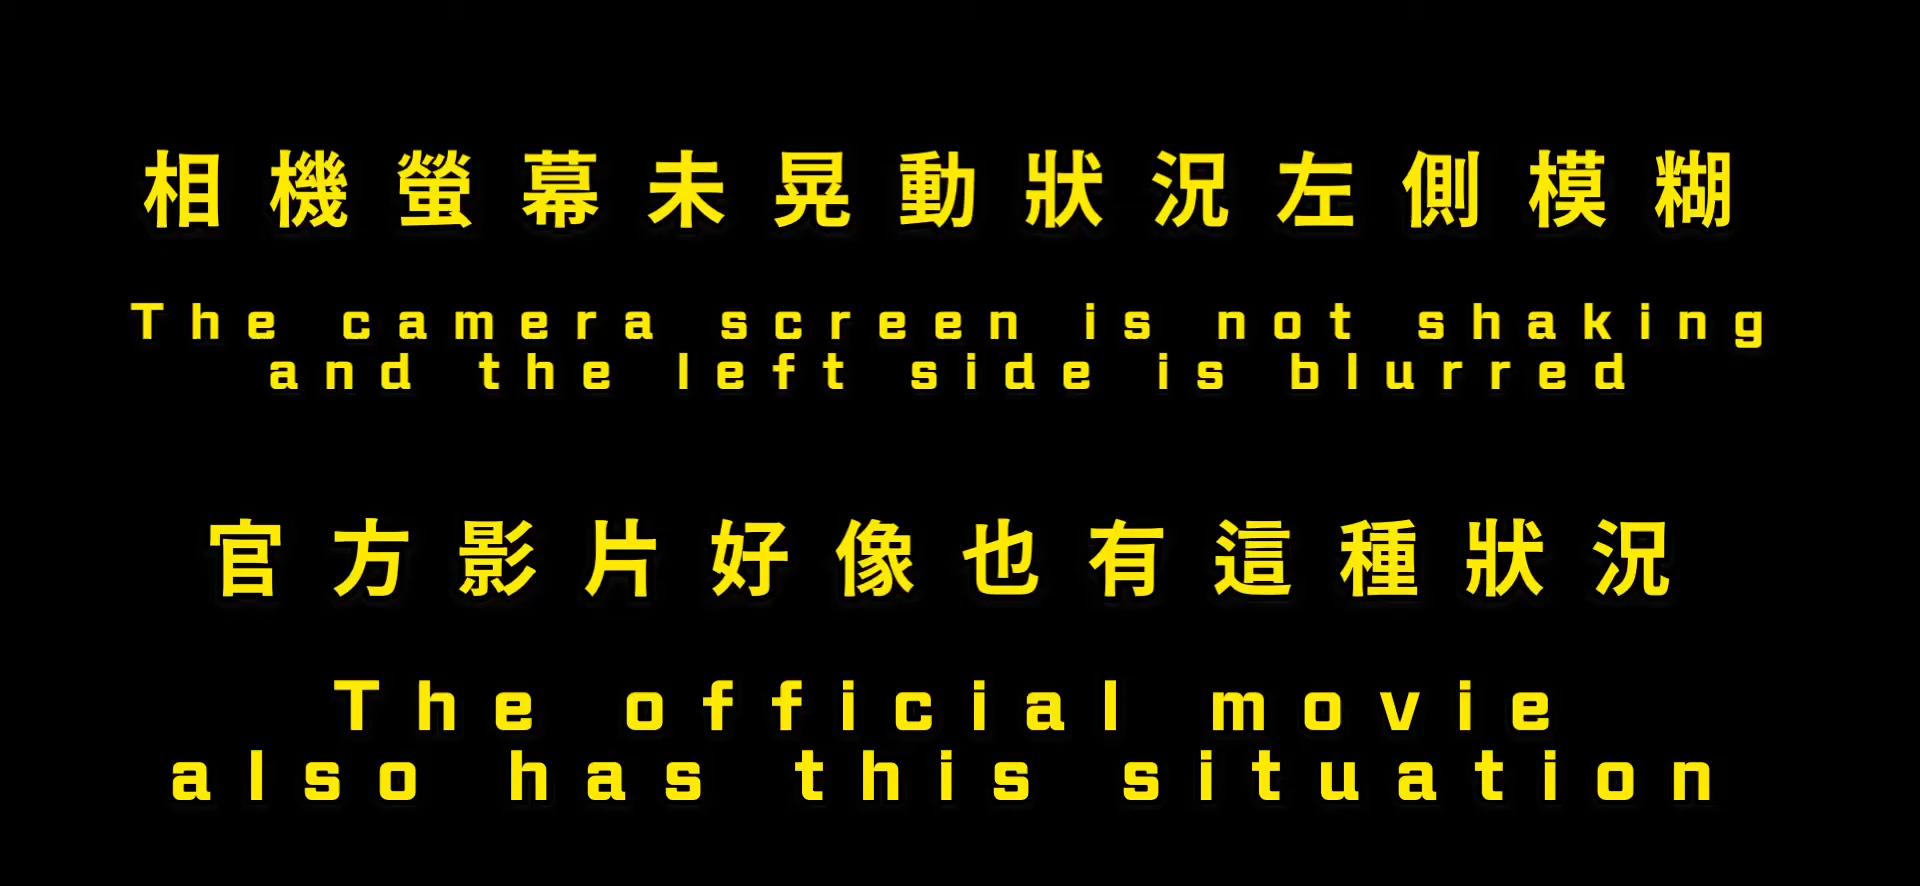 相機螢幕未晃動狀況左側模糊
The camera screen is not shaking
and the left side is blurred
官方影片好像也有這種狀況
The official movie
also has this situation